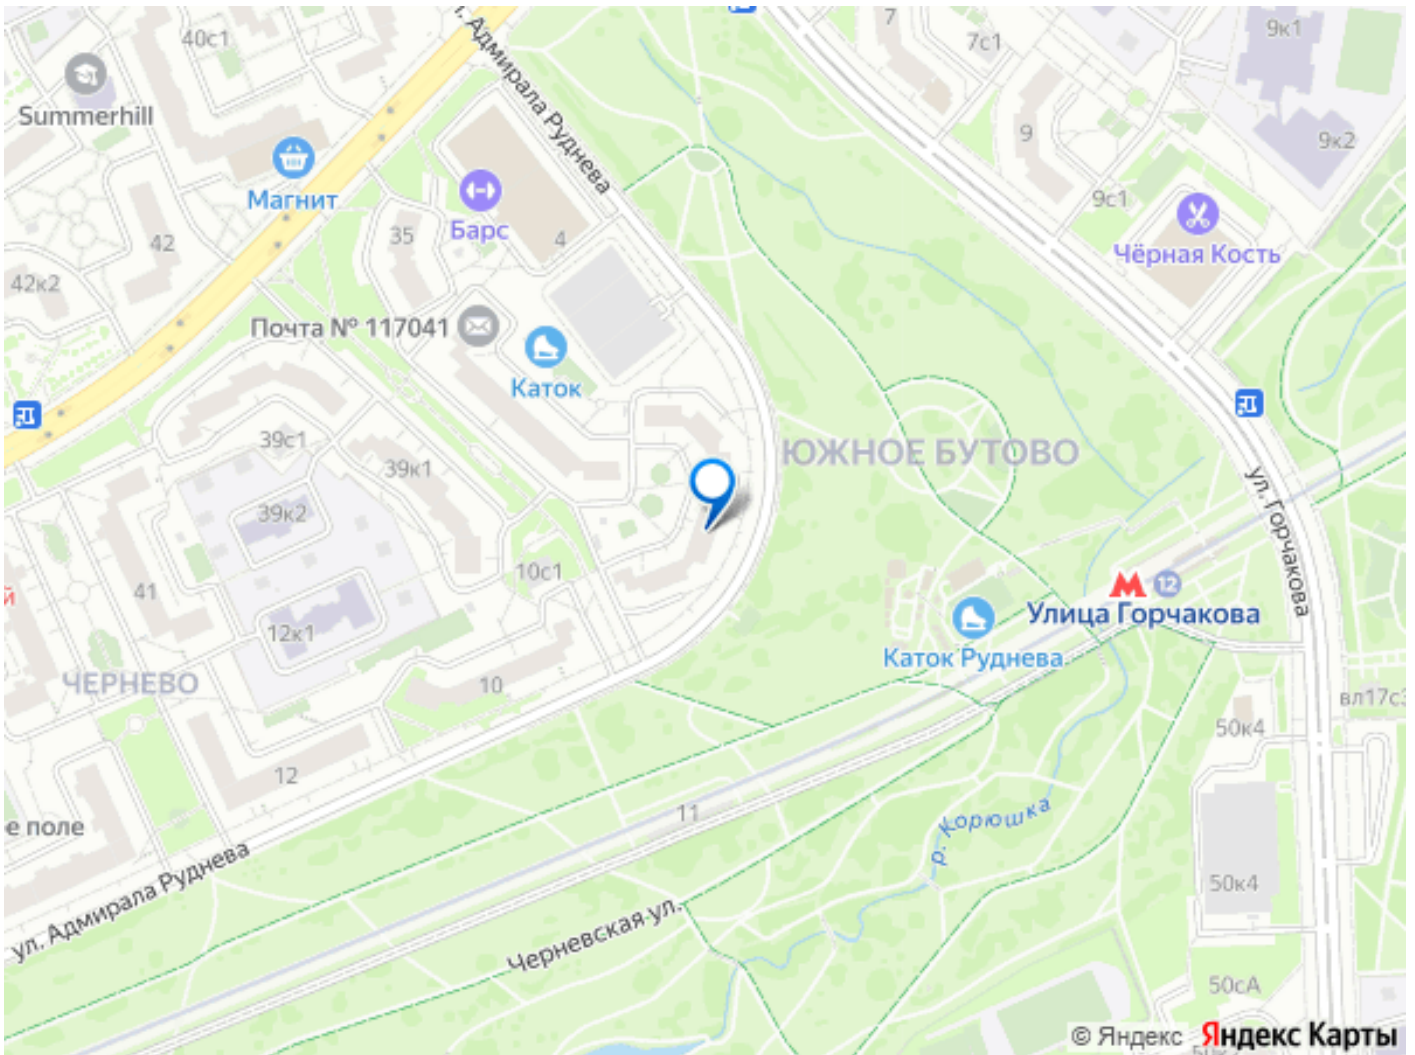 40с1
ул. Адмирала Руднева
7
7с1
9к1
Summerhill
9
9к2
Магнит
9с1
42
35
Барс
4
Чёрная Кость
42к2
Почта № 117041
Каток
39с1
39к1
ЮЖНОЕ БУТОВО
39к2
ул. Горчакова
10с1
41
й
12
Улица Горчакова
12к1
Каток Руднева
ЧЕРНЕВО
10
вл17с3
50к4
12
11
р. Корюшка
е поле
ул. Адмирала Руднева
50к4
Черневская ул.
50сА
© Яндекс
Яндекс Карты